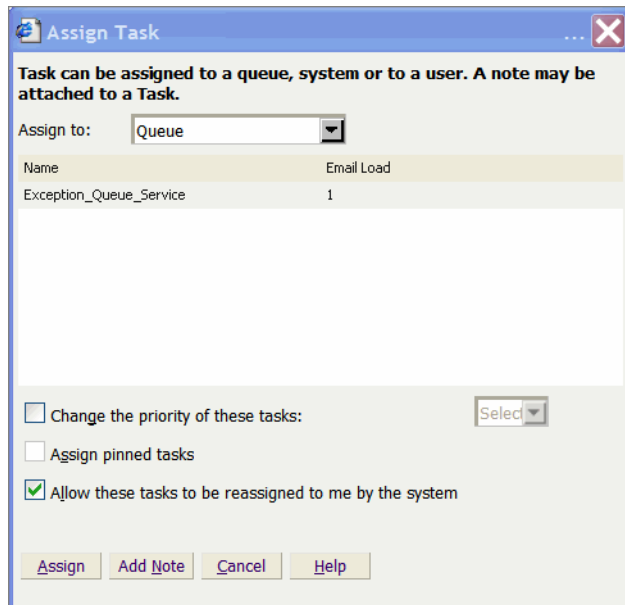 Assign Task ...
Task can be assigned to a queue, system or to a user. A note may be
attached to a Task.
Assign to: Queue
Name Email Load
Exception_Queue_Service 1
Change the priority of these tasks: Select
Assign pinned tasks
Allow these tasks to be reassigned to me by the system
Assign Add Note Cancel Help